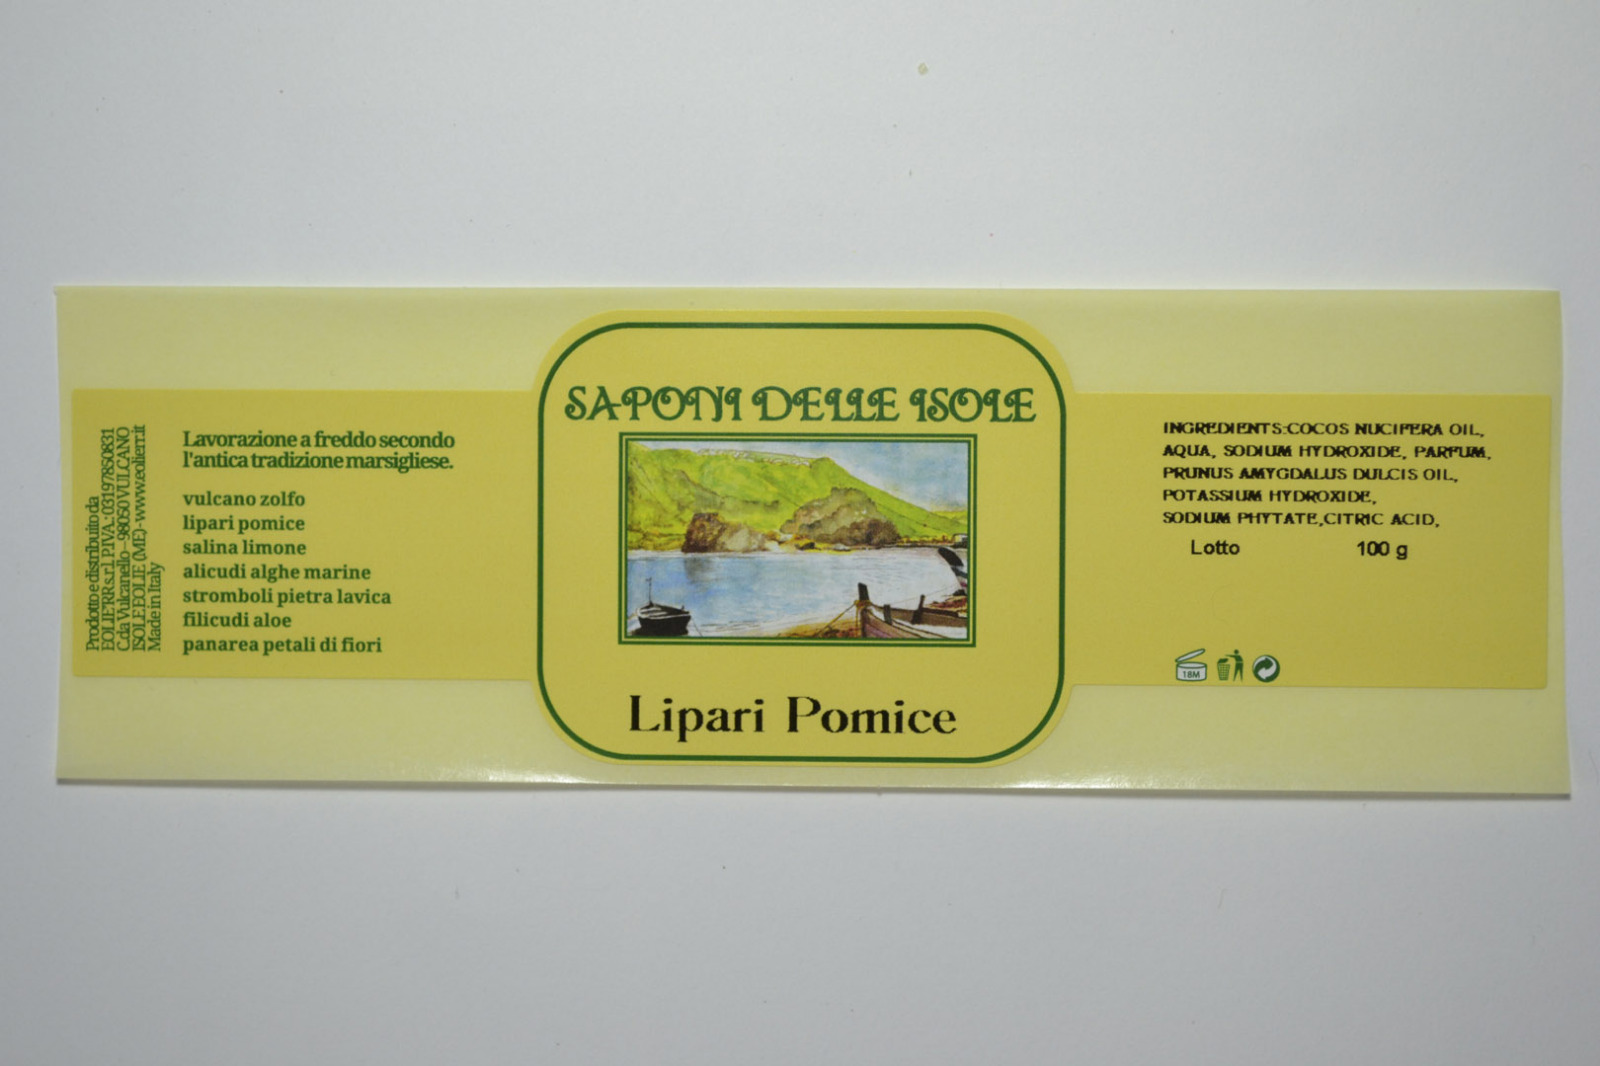 Prodotto e distribuito da
EOLIE'RR s.r.l P.IVA.: 03197850831
C.da Vulcanello - 98050 VULCANO
ISOLE EOLIE (ME) - www.eolierr.it
Made in Italy
Lavorazione a freddo secondo
l'antica tradizione marsigliese.
vulcano zolfo
lipari pomice
salina limone
alicudi alghe marine
stromboli pietra lavica
filicudi aloe
panarea petali di fiori
SAPONI DELLE ISOLE
Lipari Pomice
INGREDIENTS:COCOS NUCIFERA OIL,
AQUA, SODIUM HYDROXIDE, PARFUM,
PRUNUS AMYGDALUS DULCIS OIL,
POTASSIUM HYDROXIDE,
SODIUM PHYTATE,CITRIC ACID,
Lotto 100 g
18M